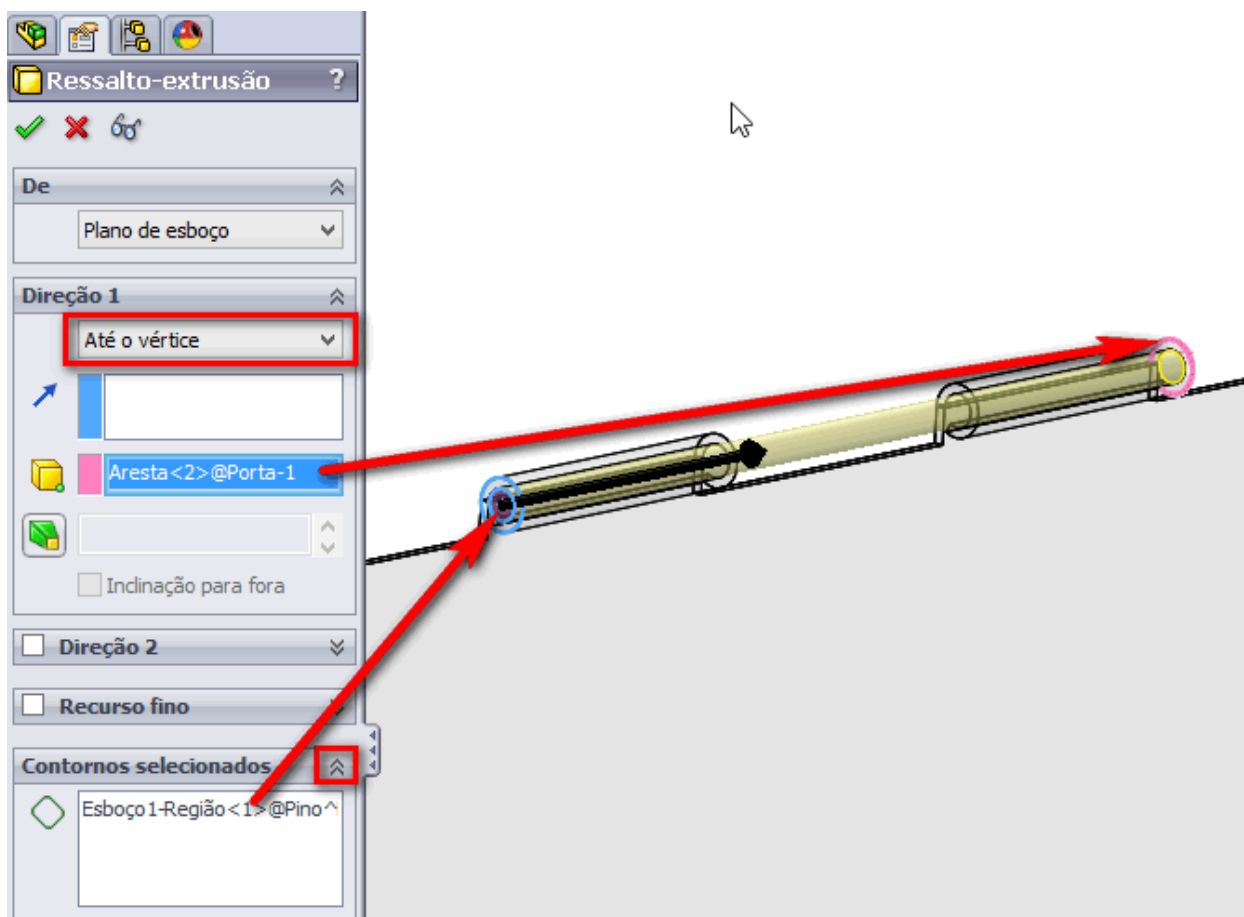 Ressalto-extrusão ?
De
Plano de esboço
Direção 1
Até o vértice
Aresta<2>@Porta-1
Inclinação para fora
Direção 2
Recurso fino
Contornos selecionados
Esboço1-Região<1>@Pino^